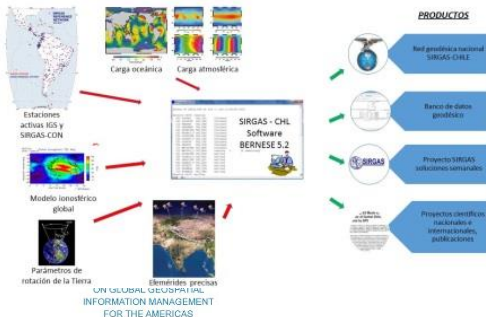 PRODUCTOS
Carga oceánica
Carga atmosférica
Estaciones
activas IGS y
SIRGAS-CON
SIRGAS - CHL
Software
BERNESE 5.2
Modelo ionosférico
global
Parámetros de
rotación de la Tierra
Efemérides precisas
Red geodésica nacional
SIRGAS-CHILE
Banco de datos
geodésico
SIRGAS
Proyecto SIRGAS
soluciones semanales
Proyectos científicos
nacionales e
internacionales,
publicaciones
ON GLOBAL GEOSPATIAL
INFORMATION MANAGEMENT
FOR THE AMERICAS